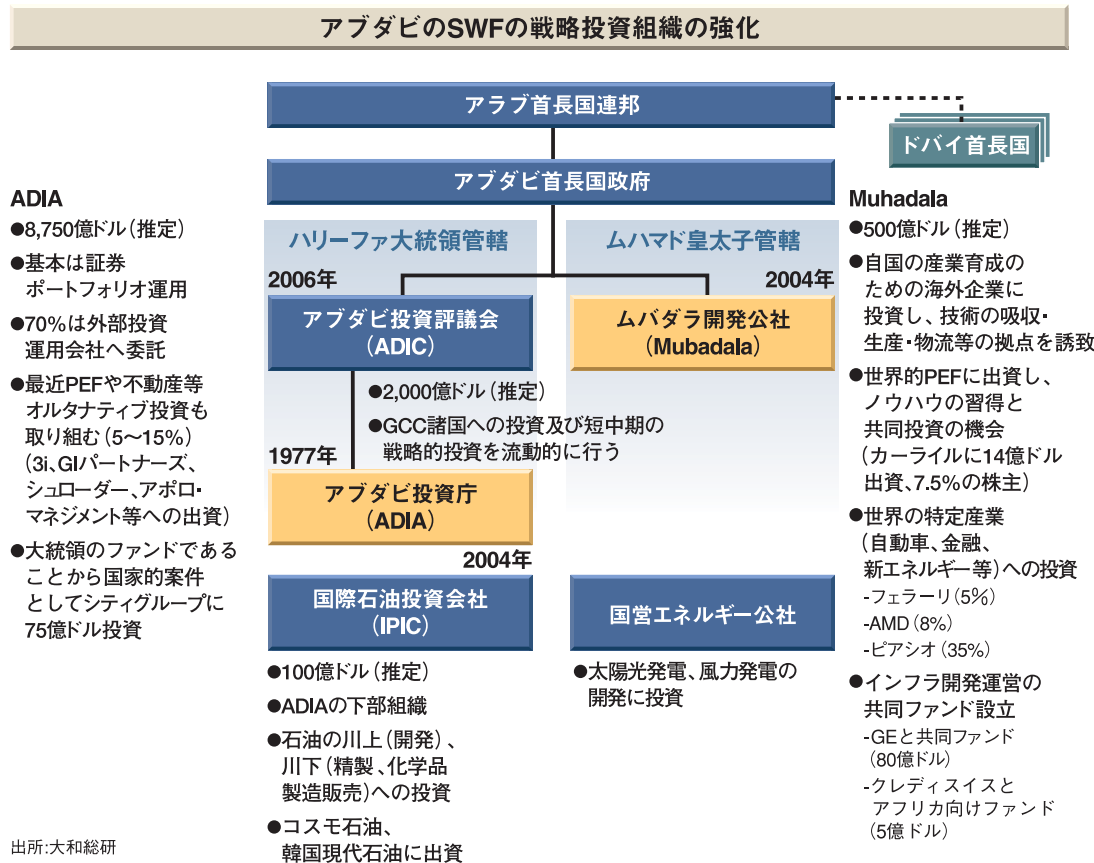 アブダビのSWFの戦略投資組織の強化
アラブ首長国連邦
ドバイ首長国
アブダビ首長国政府
ADIA
●8,750億ドル（推定）
●基本は証券
ポートフォリオ運用
●70%は外部投資
運用会社へ委託
●最近PEFや不動産等
オルタナティブ投資も
取り組む（5〜15%）
（3i、GIパートナーズ、
シュローダー、アポロ・
マネジメント等への出資）
●大統領のファンドである
ことから国家的案件
としてシティグループに
75億ドル投資
ハリーファ大統領管轄
2006年
アブダビ投資評議会
（ADIC）
●2,000億ドル（推定）
●GCC諸国への投資及び短中期の
戦略的投資を流動的に行う
1977年
アブダビ投資庁
（ADIA）
2004年
国際石油投資会社
（IPIC）
●100億ドル（推定）
●ADIAの下部組織
●石油の川上（開発）、
川下（精製、化学品
製造販売）への投資
●コスモ石油、
韓国現代石油に出資
ムハマド皇太子管轄
2004年
ムバダラ開発公社
（Mubadala）
国営エネルギー公社
●太陽光発電、風力発電の
開発に投資
Muhadala
●500億ドル（推定）
●自国の産業育成の
ための海外企業に
投資し、技術の吸収・
生産・物流等の拠点を誘致
●世界的PEFに出資し、
ノウハウの習得と
共同投資の機会
（カーライルに14億ドル
出資、7.5%の株主）
●世界の特定産業
（自動車、金融、
新エネルギー等）への投資
-フェラーリ（5%）
-AMD（8%）
-ピアシオ（35%）
●インフラ開発運営の
共同ファンド設立
-GEと共同ファンド
（80億ドル）
-クレディスイスと
アフリカ向けファンド
（5億ドル）
出所:大和総研